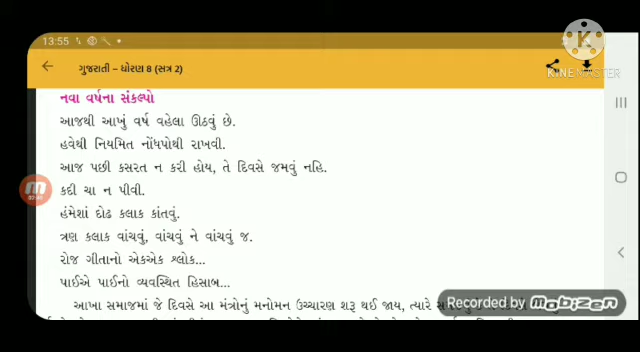 13:55
KINEMASTER
ગુજરાતી – ધોરણ 8 (સત્ર 2)
નવા વર્ષના સંકલ્પો
આજથી આખું વર્ષ વહેલા ઊઠવું છે.
હવેથી નિયમિત નોંધપોથી રાખવી.
આજ પછી કસરત ન કરી હોય, તે દિવસે જમવું નહિ.
કદી ચા ન પીવી.
હંમેશાં દોઢ કલાક કાંતવું.
ત્રણ કલાક વાંચવું, વાંચવું ને વાંચવું જ.
રોજ ગીતાનો એકએક શ્લોક...
પાઈએ પાઈનો વ્યવસ્થિત હિસાબ...
આખા સમાજમાં જે દિવસે આ મંત્રોનું મનોમન ઉચ્ચારણ શરૂ થઈ જાય, ત્યારે
Recorded by Mobizen